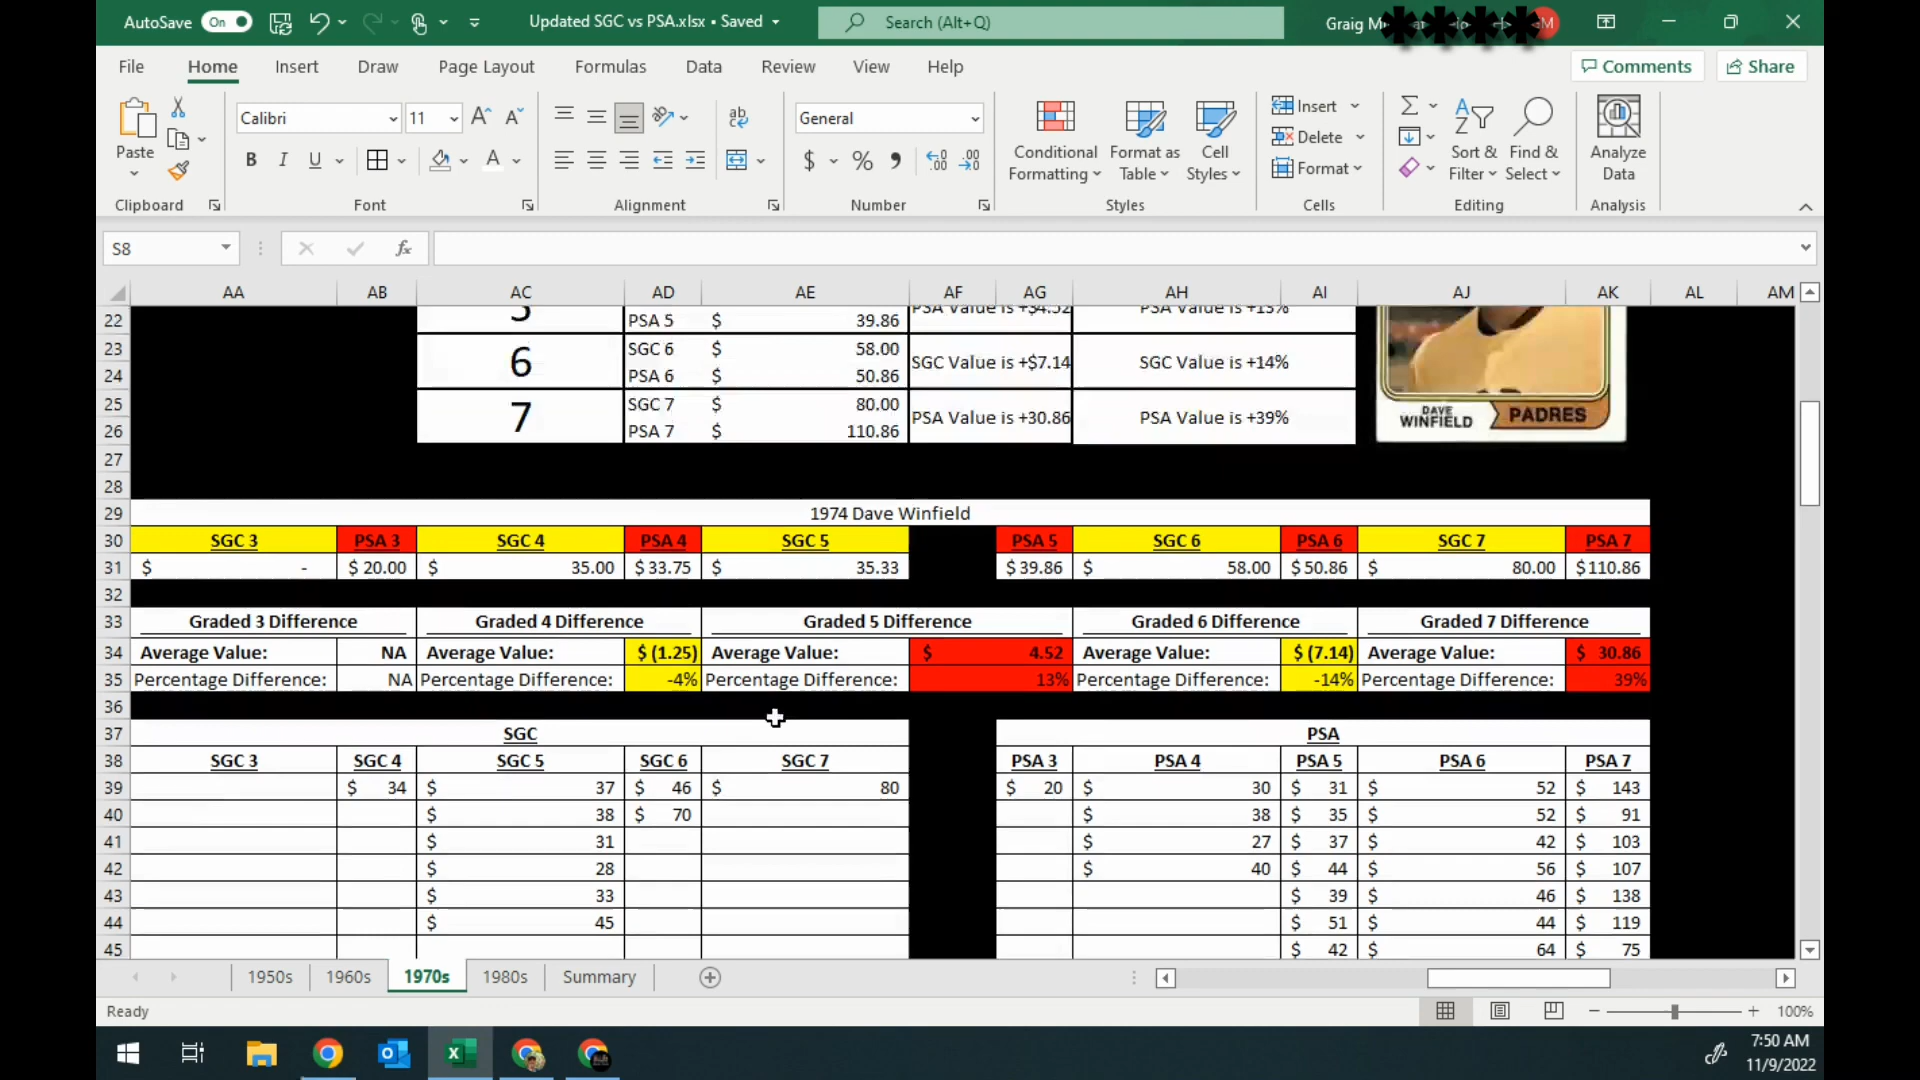 AutoSave On Updated SGC vs PSA.xlsx • Saved Search (Alt+Q) Graig M
File Home Insert Draw Page Layout Formulas Data Review View Help Comments Share
Paste Calibri 11 General Conditional Formatting Format as Table Cell Styles Insert Delete Format Sort & Filter Find & Select Analyze Data
Clipboard Font Alignment Number Styles Cells Editing Analysis
S8 fx
AA AB AC AD AE AF AG AH AI AJ AK AL AM
22 5 PSA 5 $ 39.86 PSA Value is +$4.52 PSA Value is +13%
23 6 SGC 6 $ 58.00 SGC Value is +$7.14 SGC Value is +14%
24 PSA 6 $ 50.86
25 7 SGC 7 $ 80.00 PSA Value is +30.86 PSA Value is +39%
26 PSA 7 $ 110.86
DAVE WINFIELD PADRES
27
28
29 1974 Dave Winfield
30 SGC 3 PSA 3 SGC 4 PSA 4 SGC 5 PSA 5 SGC 6 PSA 6 SGC 7 PSA 7
31 $ - $ 20.00 $ 35.00 $ 33.75 $ 35.33 $ 39.86 $ 58.00 $ 50.86 $ 80.00 $ 110.86
32
33 Graded 3 Difference Graded 4 Difference Graded 5 Difference Graded 6 Difference Graded 7 Difference
34 Average Value: NA Average Value: $ (1.25) Average Value: $ 4.52 Average Value: $ (7.14) Average Value: $ 30.86
35 Percentage Difference: NA Percentage Difference: -4% Percentage Difference: 13% Percentage Difference: -14% Percentage Difference: 39%
36
37 SGC PSA
38 SGC 3 SGC 4 SGC 5 SGC 6 SGC 7 PSA 3 PSA 4 PSA 5 PSA 6 PSA 7
39 $ 34 $ 37 $ 46 $ 80 $ 20 $ 30 $ 31 $ 52 $ 143
40 $ 38 $ 70 $ 38 $ 35 $ 52 $ 91
41 $ 31 $ 27 $ 37 $ 42 $ 103
42 $ 28 $ 40 $ 44 $ 56 $ 107
43 $ 33 $ 39 $ 46 $ 138
44 $ 45 $ 51 $ 44 $ 119
45 $ 42 $ 64 $ 75
1950s 1960s 1970s 1980s Summary
Ready 100%
7:50 AM
11/9/2022